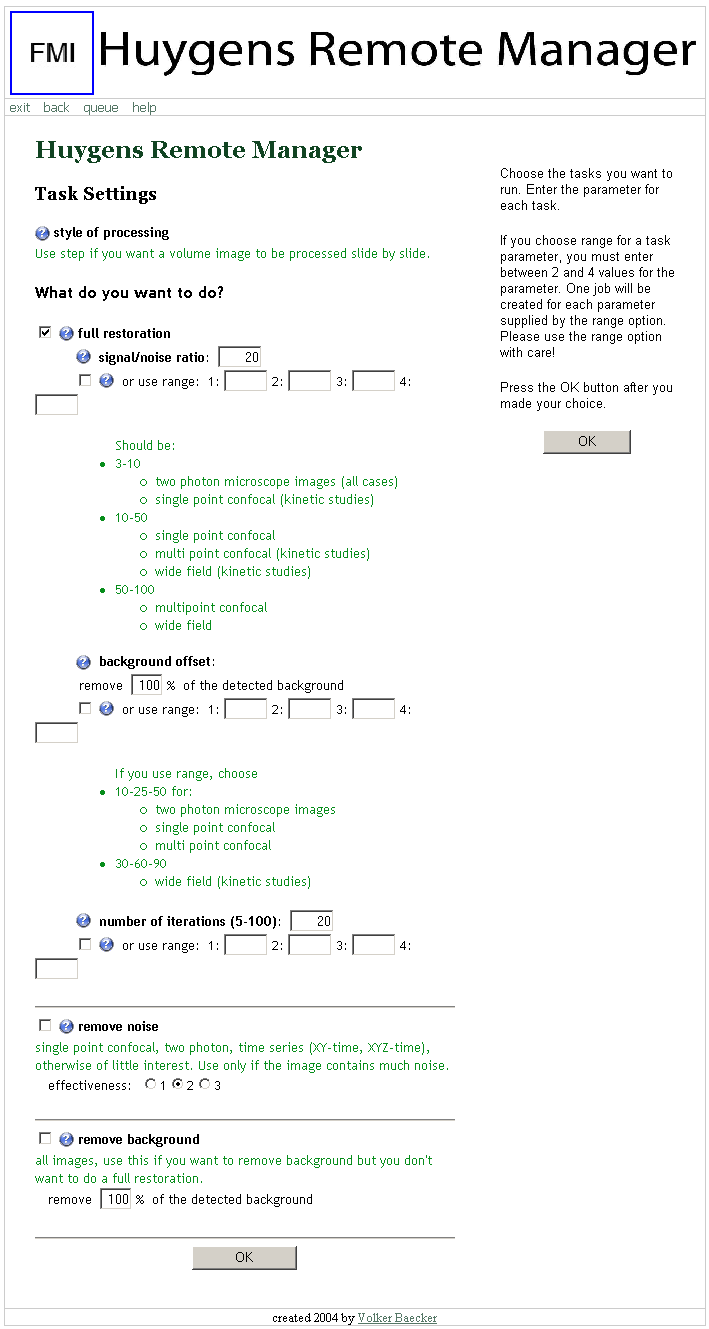 FMI Huygens Remote Manager
exit back queue help
Huygens Remote Manager
Task Settings
style of processing
Use step if you want a volume image to be processed slide by slide.
What do you want to do?
full restoration
signal/noise ratio: 20
or use range: 1: 2: 3: 4:
Should be:
3-10
two photon microscope images (all cases)
single point confocal (kinetic studies)
10-50
single point confocal
multi point confocal (kinetic studies)
wide field (kinetic studies)
50-100
multipoint confocal
wide field
background offset:
remove 100 % of the detected background
or use range: 1: 2: 3: 4:
If you use range, choose
10-25-50 for:
two photon microscope images
single point confocal
multi point confocal
30-60-90
wide field (kinetic studies)
number of iterations (5-100): 20
or use range: 1: 2: 3: 4:
remove noise
single point confocal, two photon, time series (XY-time, XYZ-time),
otherwise of little interest. Use only if the image contains much noise.
effectiveness: 1 2 3
remove background
all images, use this if you want to remove background but you don't
want to do a full restoration.
remove 100 % of the detected background
OK
Choose the tasks you want to
run. Enter the parameter for
each task.
If you choose range for a task
parameter, you must enter
between 2 and 4 values for the
parameter. One job will be
created for each parameter
supplied by the range option.
Please use the range option
with care!
Press the OK button after you
made your choice.
OK
created 2004 by Volker Baecker